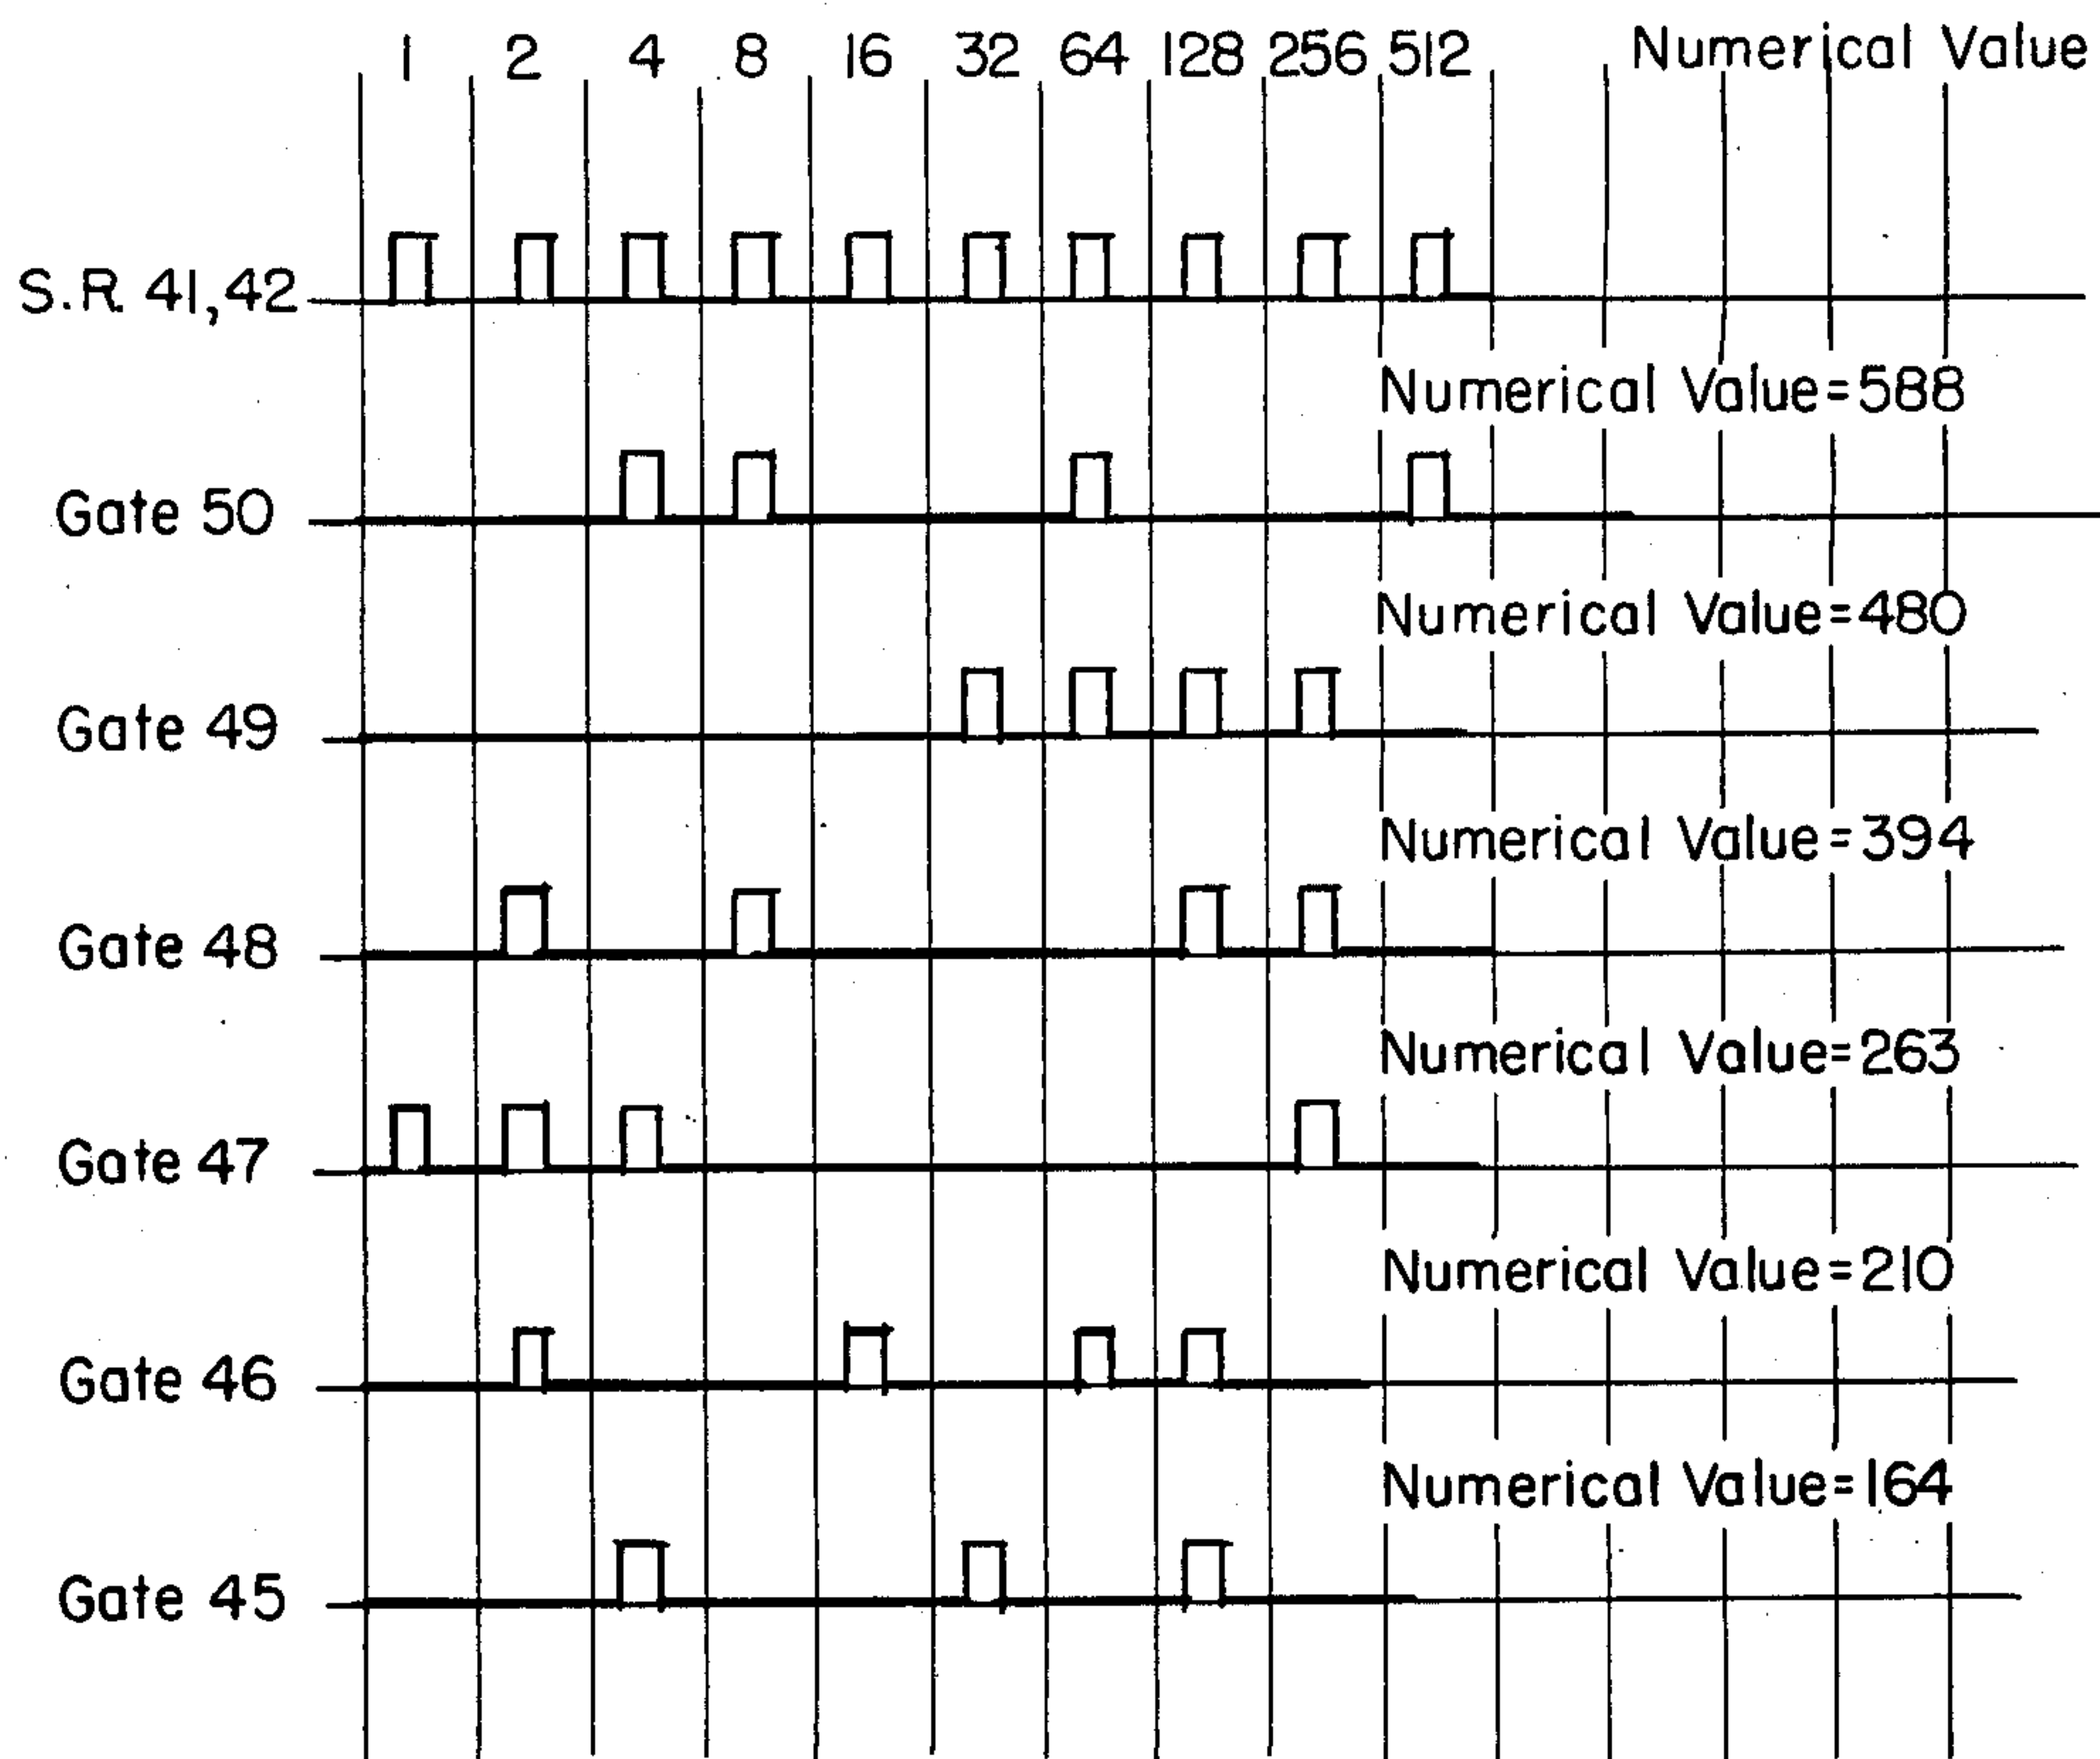 1 2 4 8 16 32 64 128 256 512 Numerical Value
S.R. 41,42
Numerical Value=588
Gate 50
Numerical Value=480
Gate 49
Numerical Value=394
Gate 48
Numerical Value=263
Gate 47
Numerical Value=210
Gate 46
Numerical Value=164
Gate 45